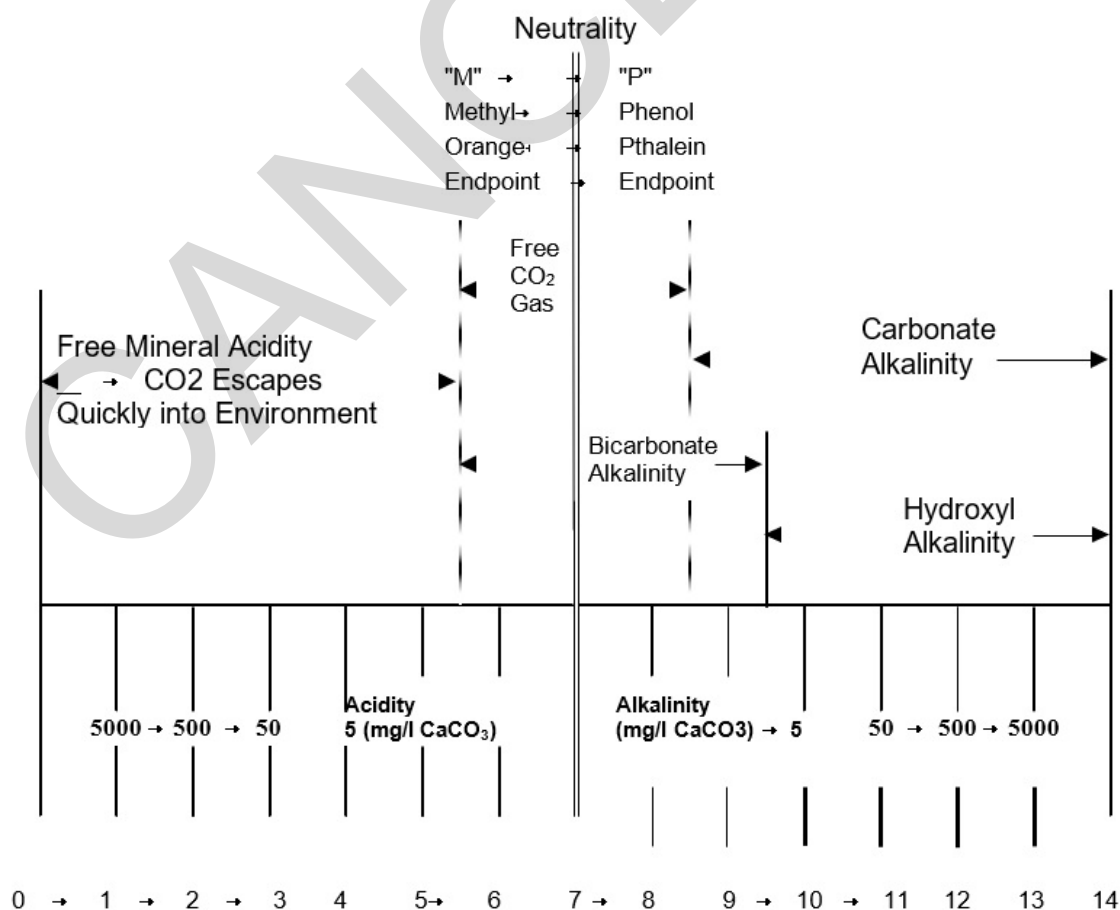 CANCE
Neutrality
"M" → → "P"
Methyl→ → Phenol
Orange→ → Pthalein
Endpoint → Endpoint
Free
CO₂
Gas
Carbonate
Alkalinity
Free Mineral Acidity
→ CO2 Escapes
Quickly into Environment
Bicarbonate
Alkalinity
Hydroxyl
Alkalinity
Acidity
5000 → 500 → 50 5 (mg/l CaCO₃)
Alkalinity
(mg/l CaCO3) → 5 50 → 500 → 5000
0 → 1 → 2 → 3 4 5→ 6 7 → 8 9 → 10 → 11 12 13 14